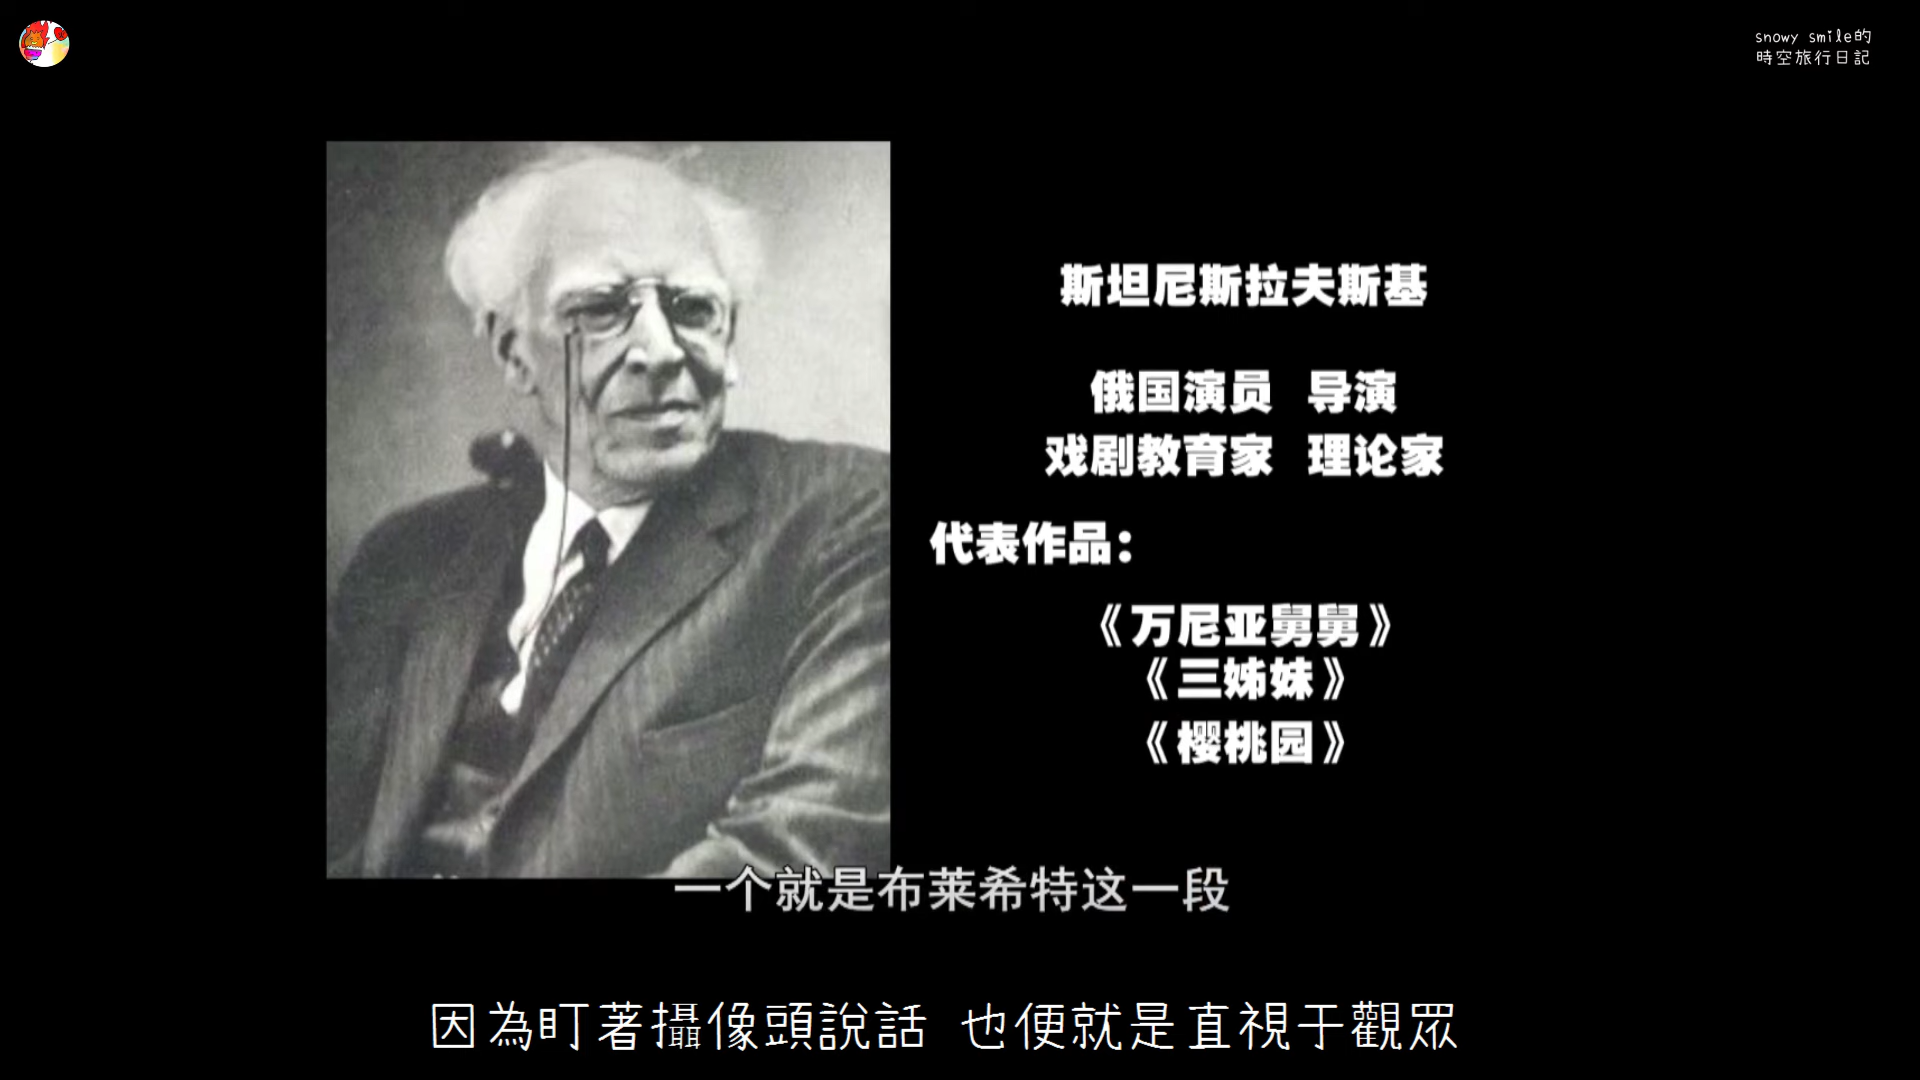 snowy smile的
時空旅行日記
斯坦尼斯拉夫斯基
俄国演员 导演
戏剧教育家 理论家
代表作品：
《万尼亚舅舅》
《三姊妹》
《樱桃园》
一个就是布莱希特这一段
因為盯著攝像頭說話 也便就是直視于觀眾